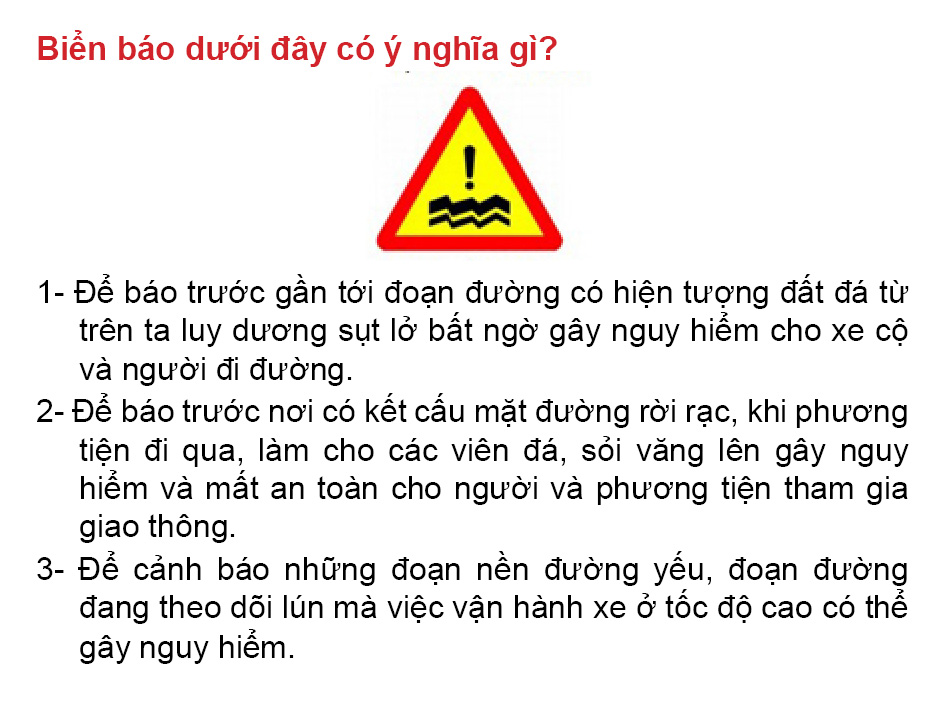 Biển báo dưới đây có ý nghĩa gì?
!
1- Để báo trước gần tới đoạn đường có hiện tượng đất đá từ
trên ta luy dương sụt lở bất ngờ gây nguy hiểm cho xe cộ
và người đi đường.
2- Để báo trước nơi có kết cấu mặt đường rời rạc, khi phương
tiện đi qua, làm cho các viên đá, sỏi văng lên gây nguy
hiểm và mất an toàn cho người và phương tiện tham gia
giao thông.
3- Để cảnh báo những đoạn nền đường yếu, đoạn đường
đang theo dõi lún mà việc vận hành xe ở tốc độ cao có thể
gây nguy hiểm.